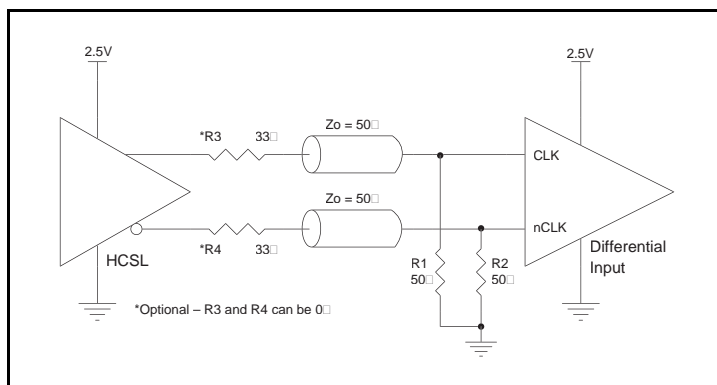 2.5V
2.5V
*R3 33□
Zo = 50□
CLK
Zo = 50□
nCLK
*R4 33□
HCSL
R1
50□
R2
50□
Differential
Input
*Optional – R3 and R4 can be 0□